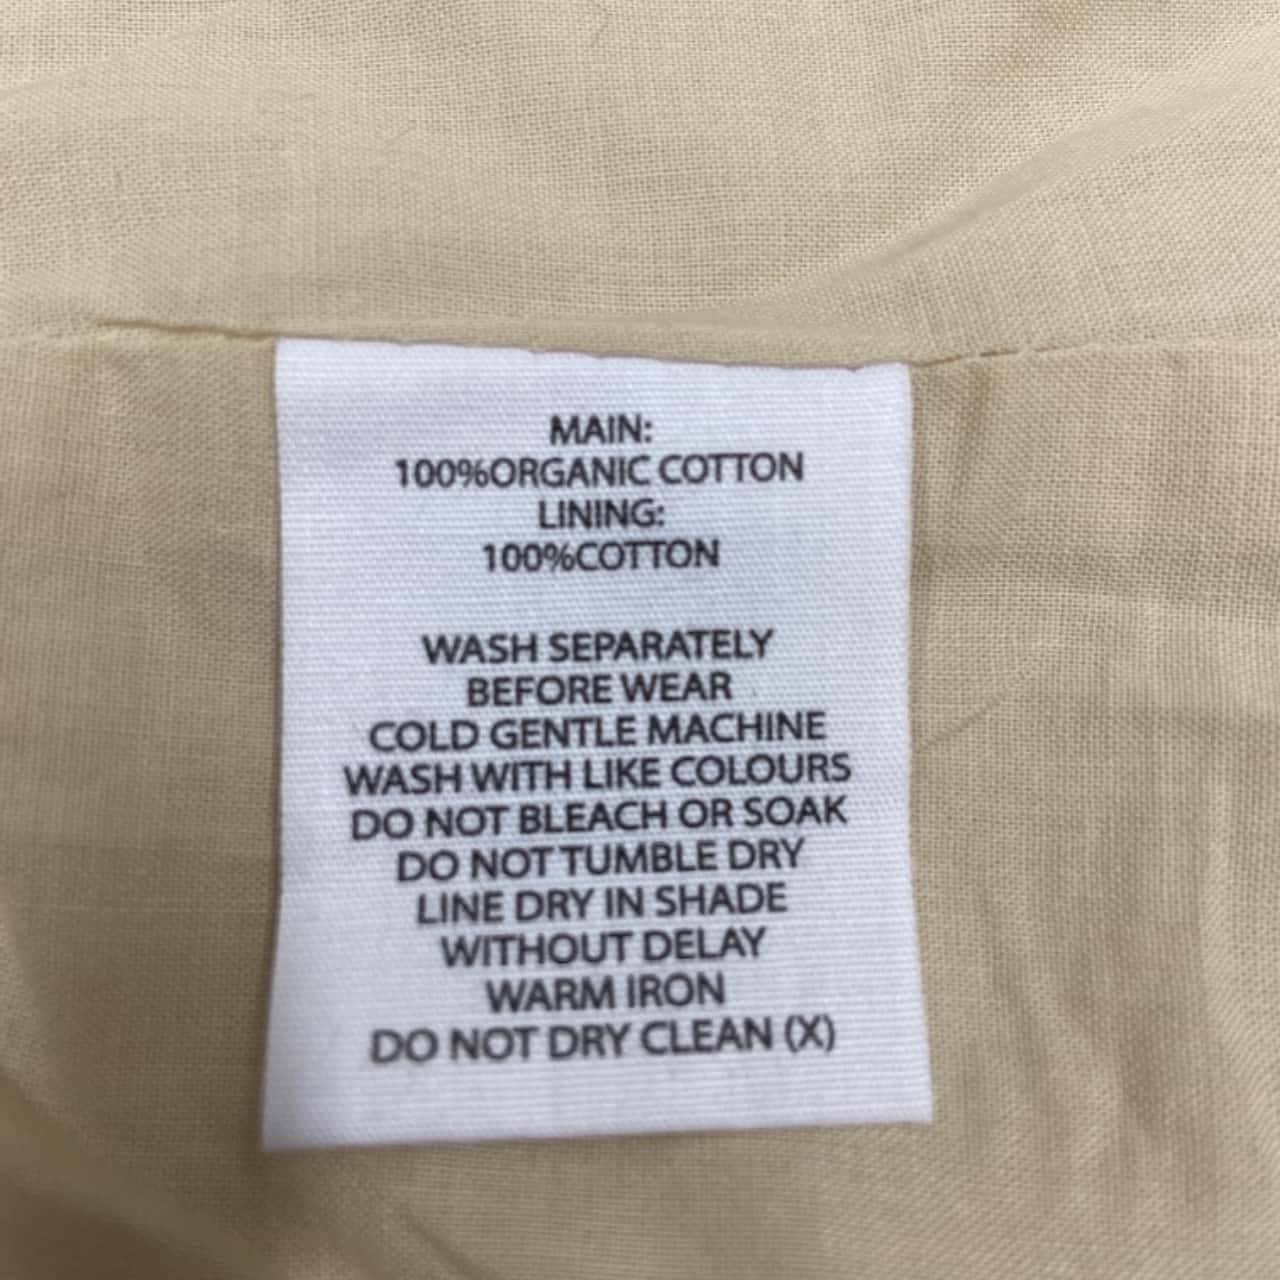 MAIN:
100%ORGANIC COTTON
LINING:
100%COTTON
WASH SEPARATELY
BEFORE WEAR
COLD GENTLE MACHINE
WASH WITH LIKE COLOURS
DO NOT BLEACH OR SOAK
DO NOT TUMBLE DRY
LINE DRY IN SHADE
WITHOUT DELAY
WARM IRON
DO NOT DRY CLEAN (X)